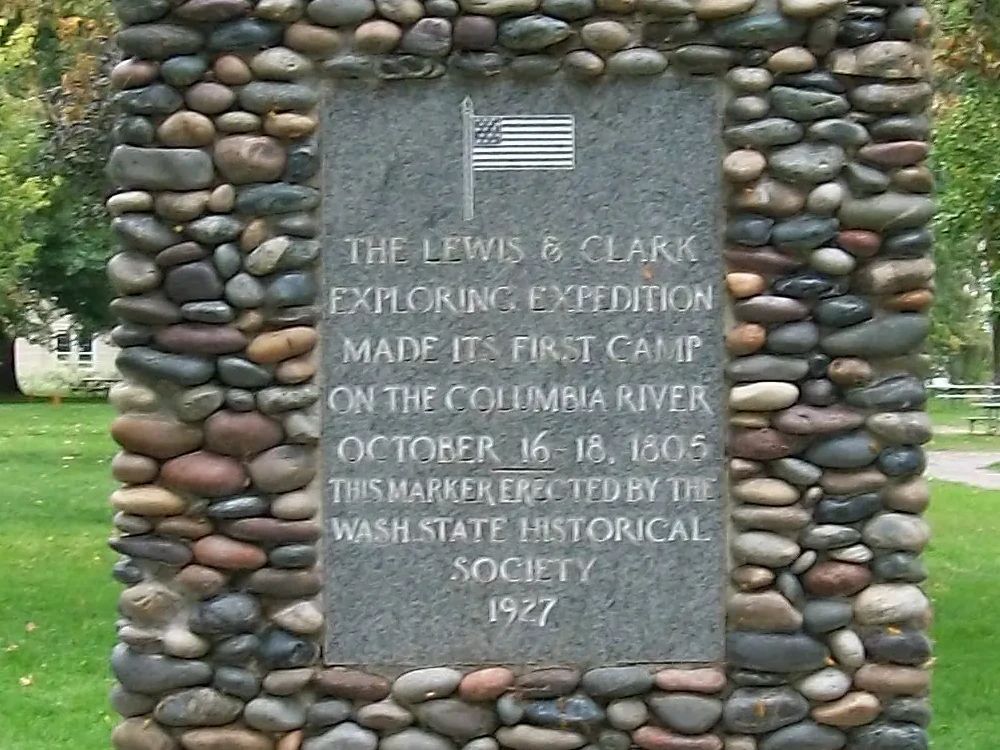 THE LEWIS & CLARK
EXPLORING EXPEDITION
MADE ITS FIRST CAMP
ON THE COLUMBIA RIVER
OCTOBER 16-18, 1805
THIS MARKER ERECTED BY THE
WASH. STATE HISTORICAL
SOCIETY
1927